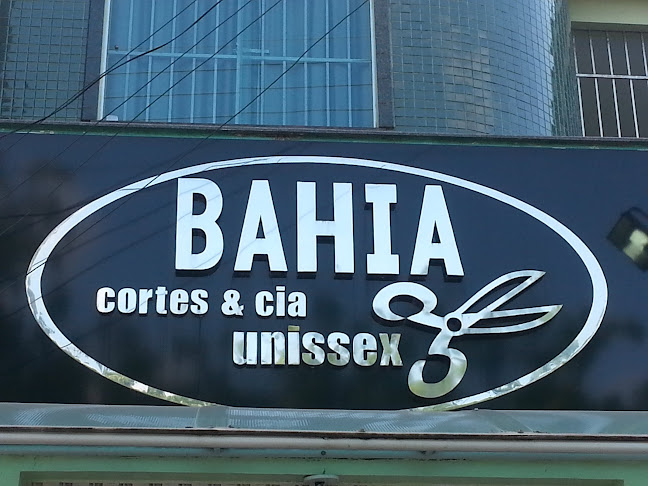 BAHIA
cortes & cia
unissex